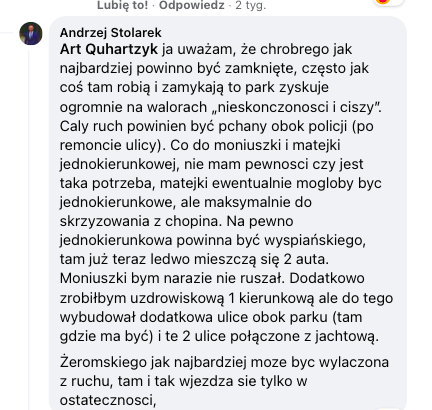 Lubię to! · Odpowiedz · 2 tyg.
Andrzej Stolarek
Art Quhartzyk ja uważam, że chrobrego jak
najbardziej powinno być zamknięte, często jak
coś tam robią i zamykają to park zyskuje
ogromnie na walorach „nieskonczonosci i ciszy”.
Caly ruch powinien być pchany obok policji (po
remoncie ulicy). Co do moniuszki i matejki
jednokierunkowej, nie mam pewnosci czy jest
taka potrzeba, matejki ewentualnie mogloby byc
jednokierunkowe, ale maksymalnie do
skrzyzowania z chopina. Na pewno
jednokierunkowa powinna być wyspiańskiego,
tam już teraz ledwo mieszczą się 2 auta.
Moniuszki bym narazie nie ruszał. Dodatkowo
zrobiłbym uzdrowiskową 1 kierunkową ale do tego
wybudował dodatkowa ulice obok parku (tam
gdzie ma być) i te 2 ulice połączone z jachtową.
Żeromskiego jak najbardziej moze byc wylaczona
z ruchu, tam i tak wjezdza sie tylko w
ostatecznosci,